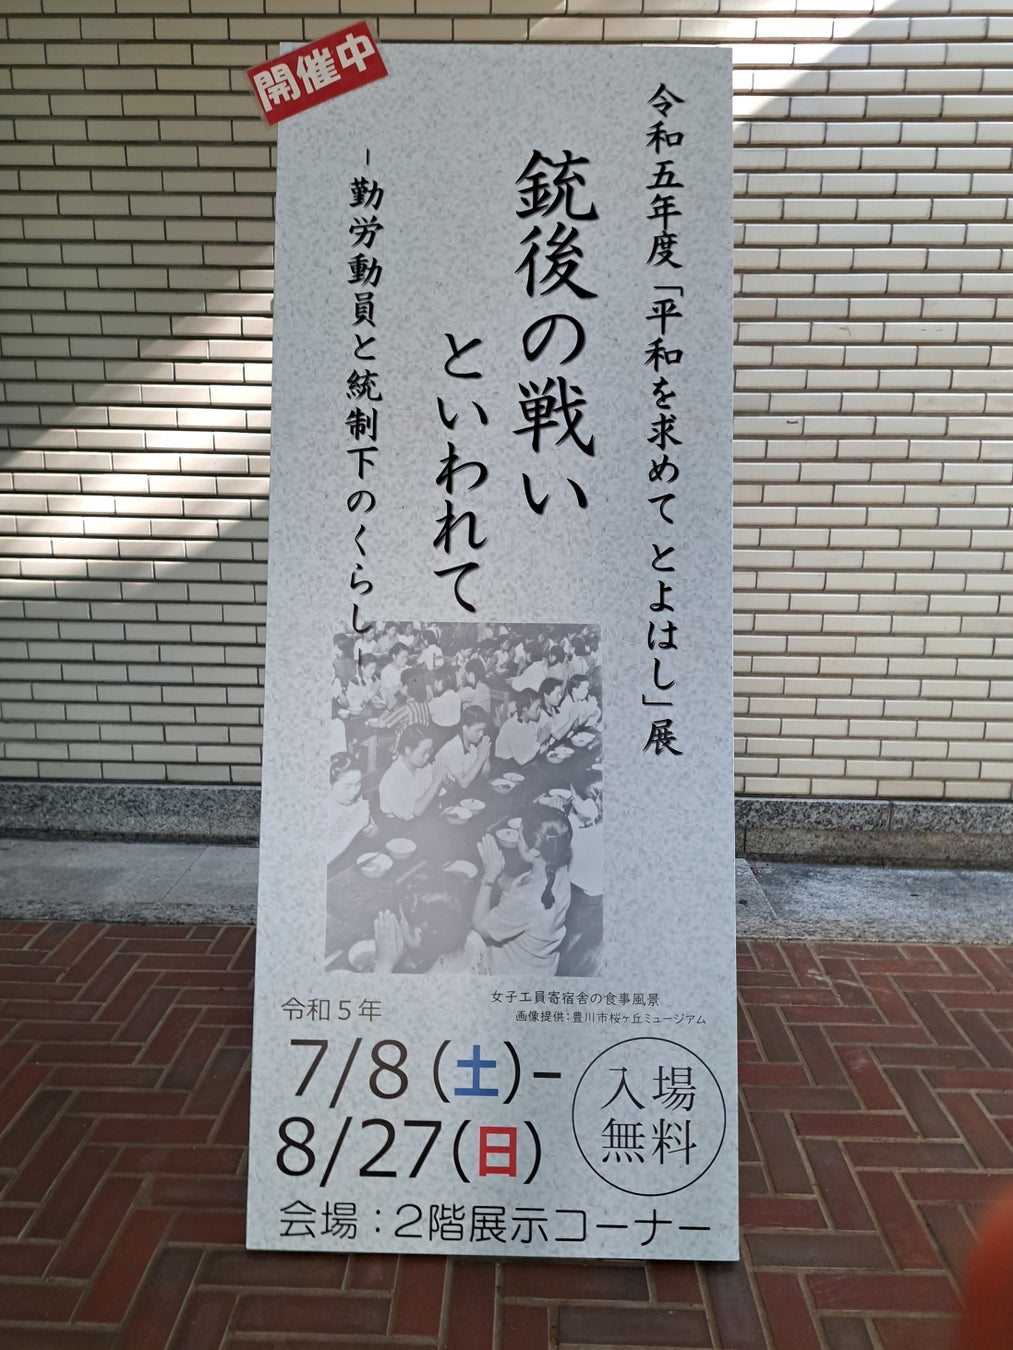 開催中
令和五年度「平和を求めて とよはし」展
銃後の戦い
といわれて
-勤労動員と統制下のくらし-
女子工員寄宿舎の食事風景
画像提供:豊川市桜ヶ丘ミュージアム
令和5年
7/8(土)-
8/27(日)
入場
無料
会場:2階展示コーナー